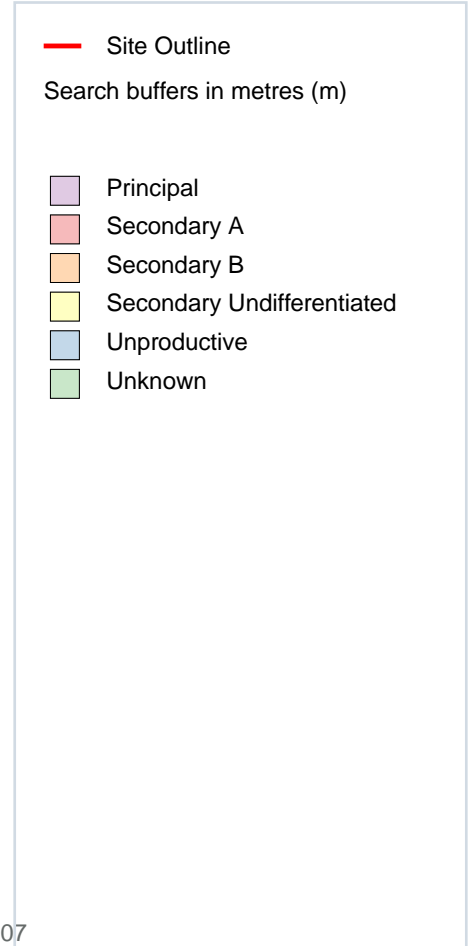 Site Outline
Search buffers in metres (m)
Principal
Secondary A
Secondary B
Secondary Undifferentiated
Unproductive
Unknown
07